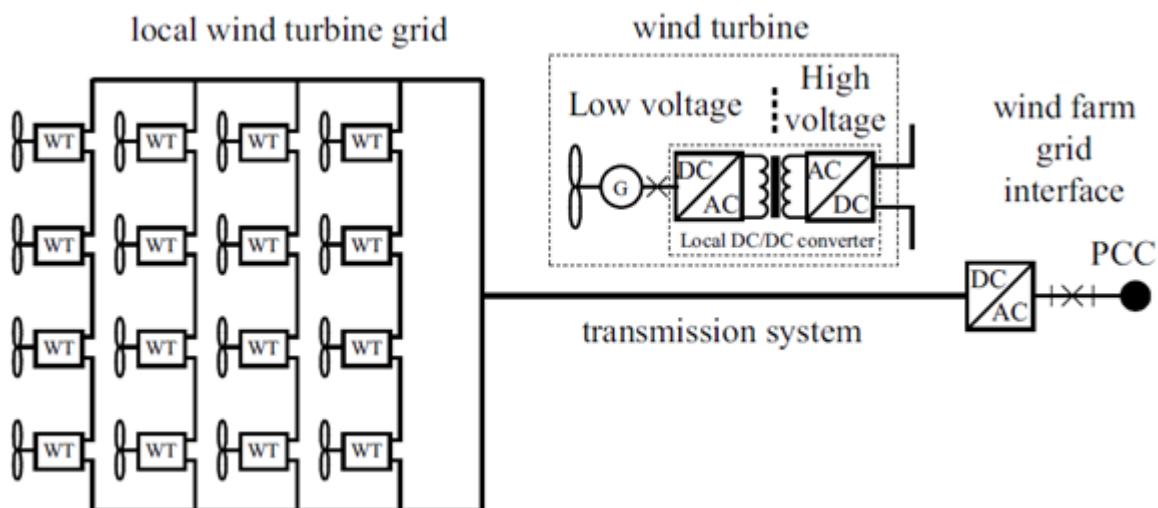 local wind turbine grid
wind turbine
Low voltage
High
voltage
wind farm
grid
interface
WT WT WT WT
G
DC
AC
AC
DC
Local DC/DC converter
WT WT WT WT
PCC
DC
AC
transmission system
WT WT WT WT
WT WT WT WT